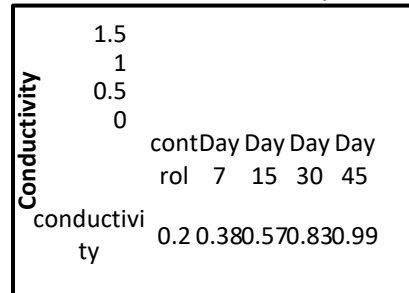 1.5
1
0.5
0
Conductivity
cont Day Day Day Day
rol 7 15 30 45
conductivi
ty
0.2 0.38 0.57 0.83 0.99